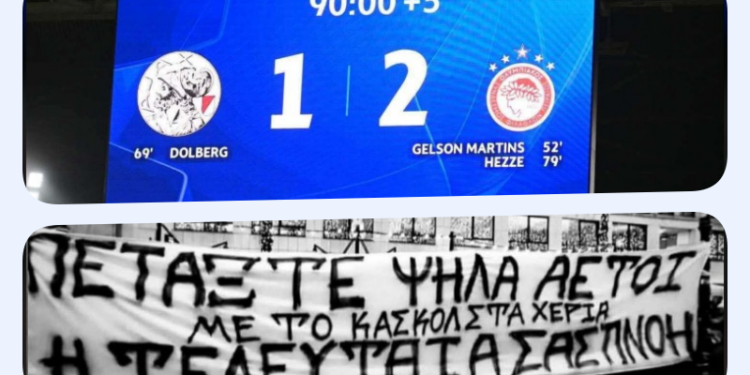 90:00 +5
AJAX
1 2
69' DOLBERG
GELSON MARTINS 52'
HEZZE 79'
ΠΕΤΑΞΤΕ ΨΗΛΑ ΑΕΤΟΙ
ΜΕ ΤΟ ΚΑΣΚΟΛ ΣΤΑ ΧΕΡΙΑ
Η ΤΕΛΕΥΤΑΙΑ ΣΑΣ ΠΝΟΗ